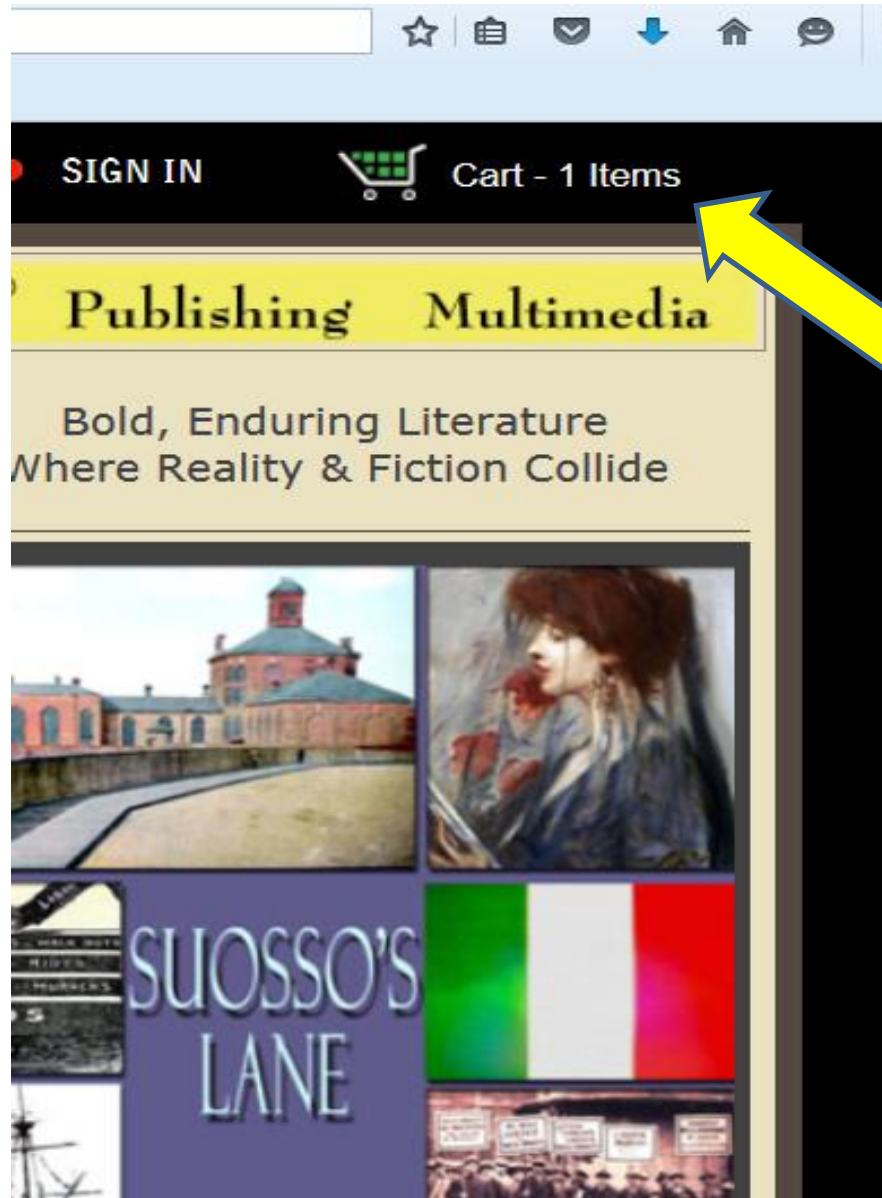 SIGN IN Cart - 1 Items
Publishing Multimedia
Bold, Enduring Literature
Where Reality & Fiction Collide
SUOSSO'S
LANE